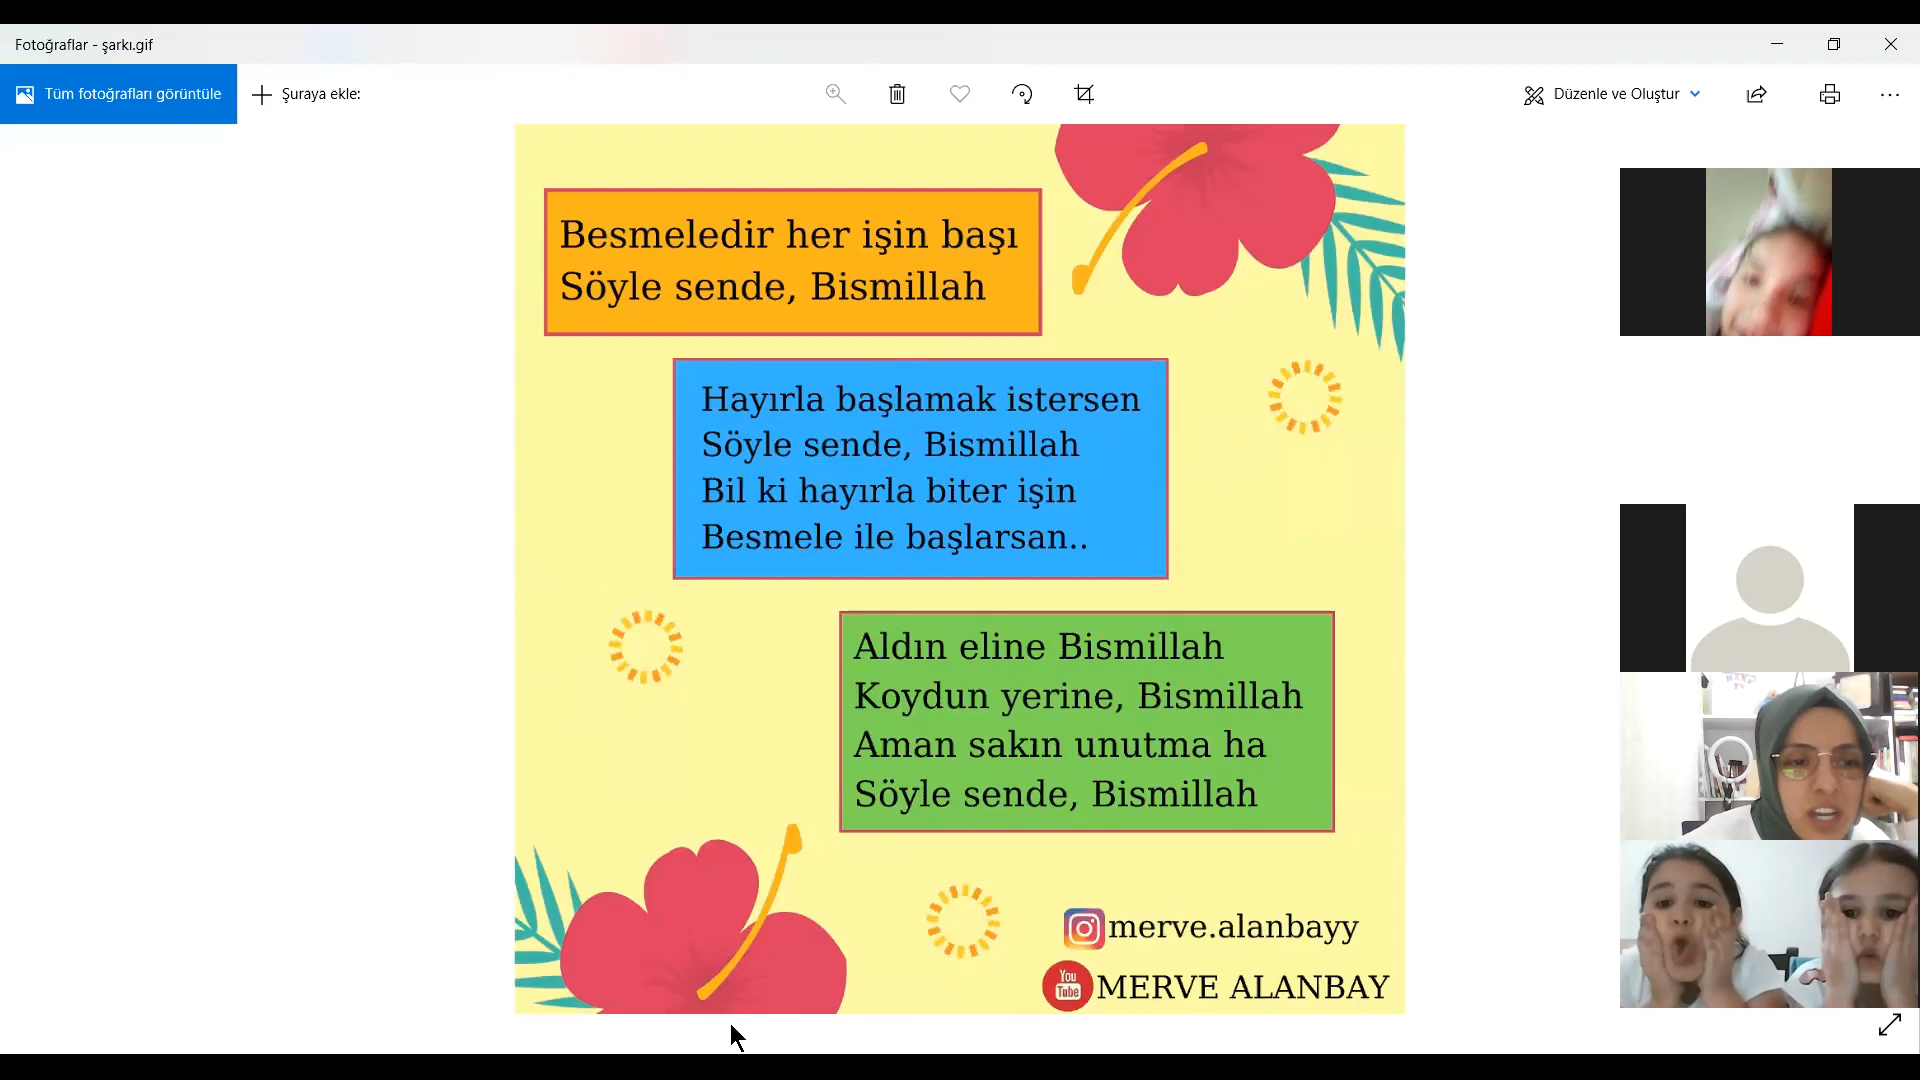 Fotoğraflar - şarkı.gif
Tüm fotoğrafları görüntüle
Şuraya ekle:
Düzenle ve Oluştur
Besmeledir her işin başı
Söyle sende, Bismillah
Hayırla başlamak istersen
Söyle sende, Bismillah
Bil ki hayırla biter işin
Besmele ile başlarsan..
Aldın eline Bismillah
Koydun yerine, Bismillah
Aman sakın unutma ha
Söyle sende, Bismillah
merve.alanbayy
You
Tube
MERVE ALANBAY